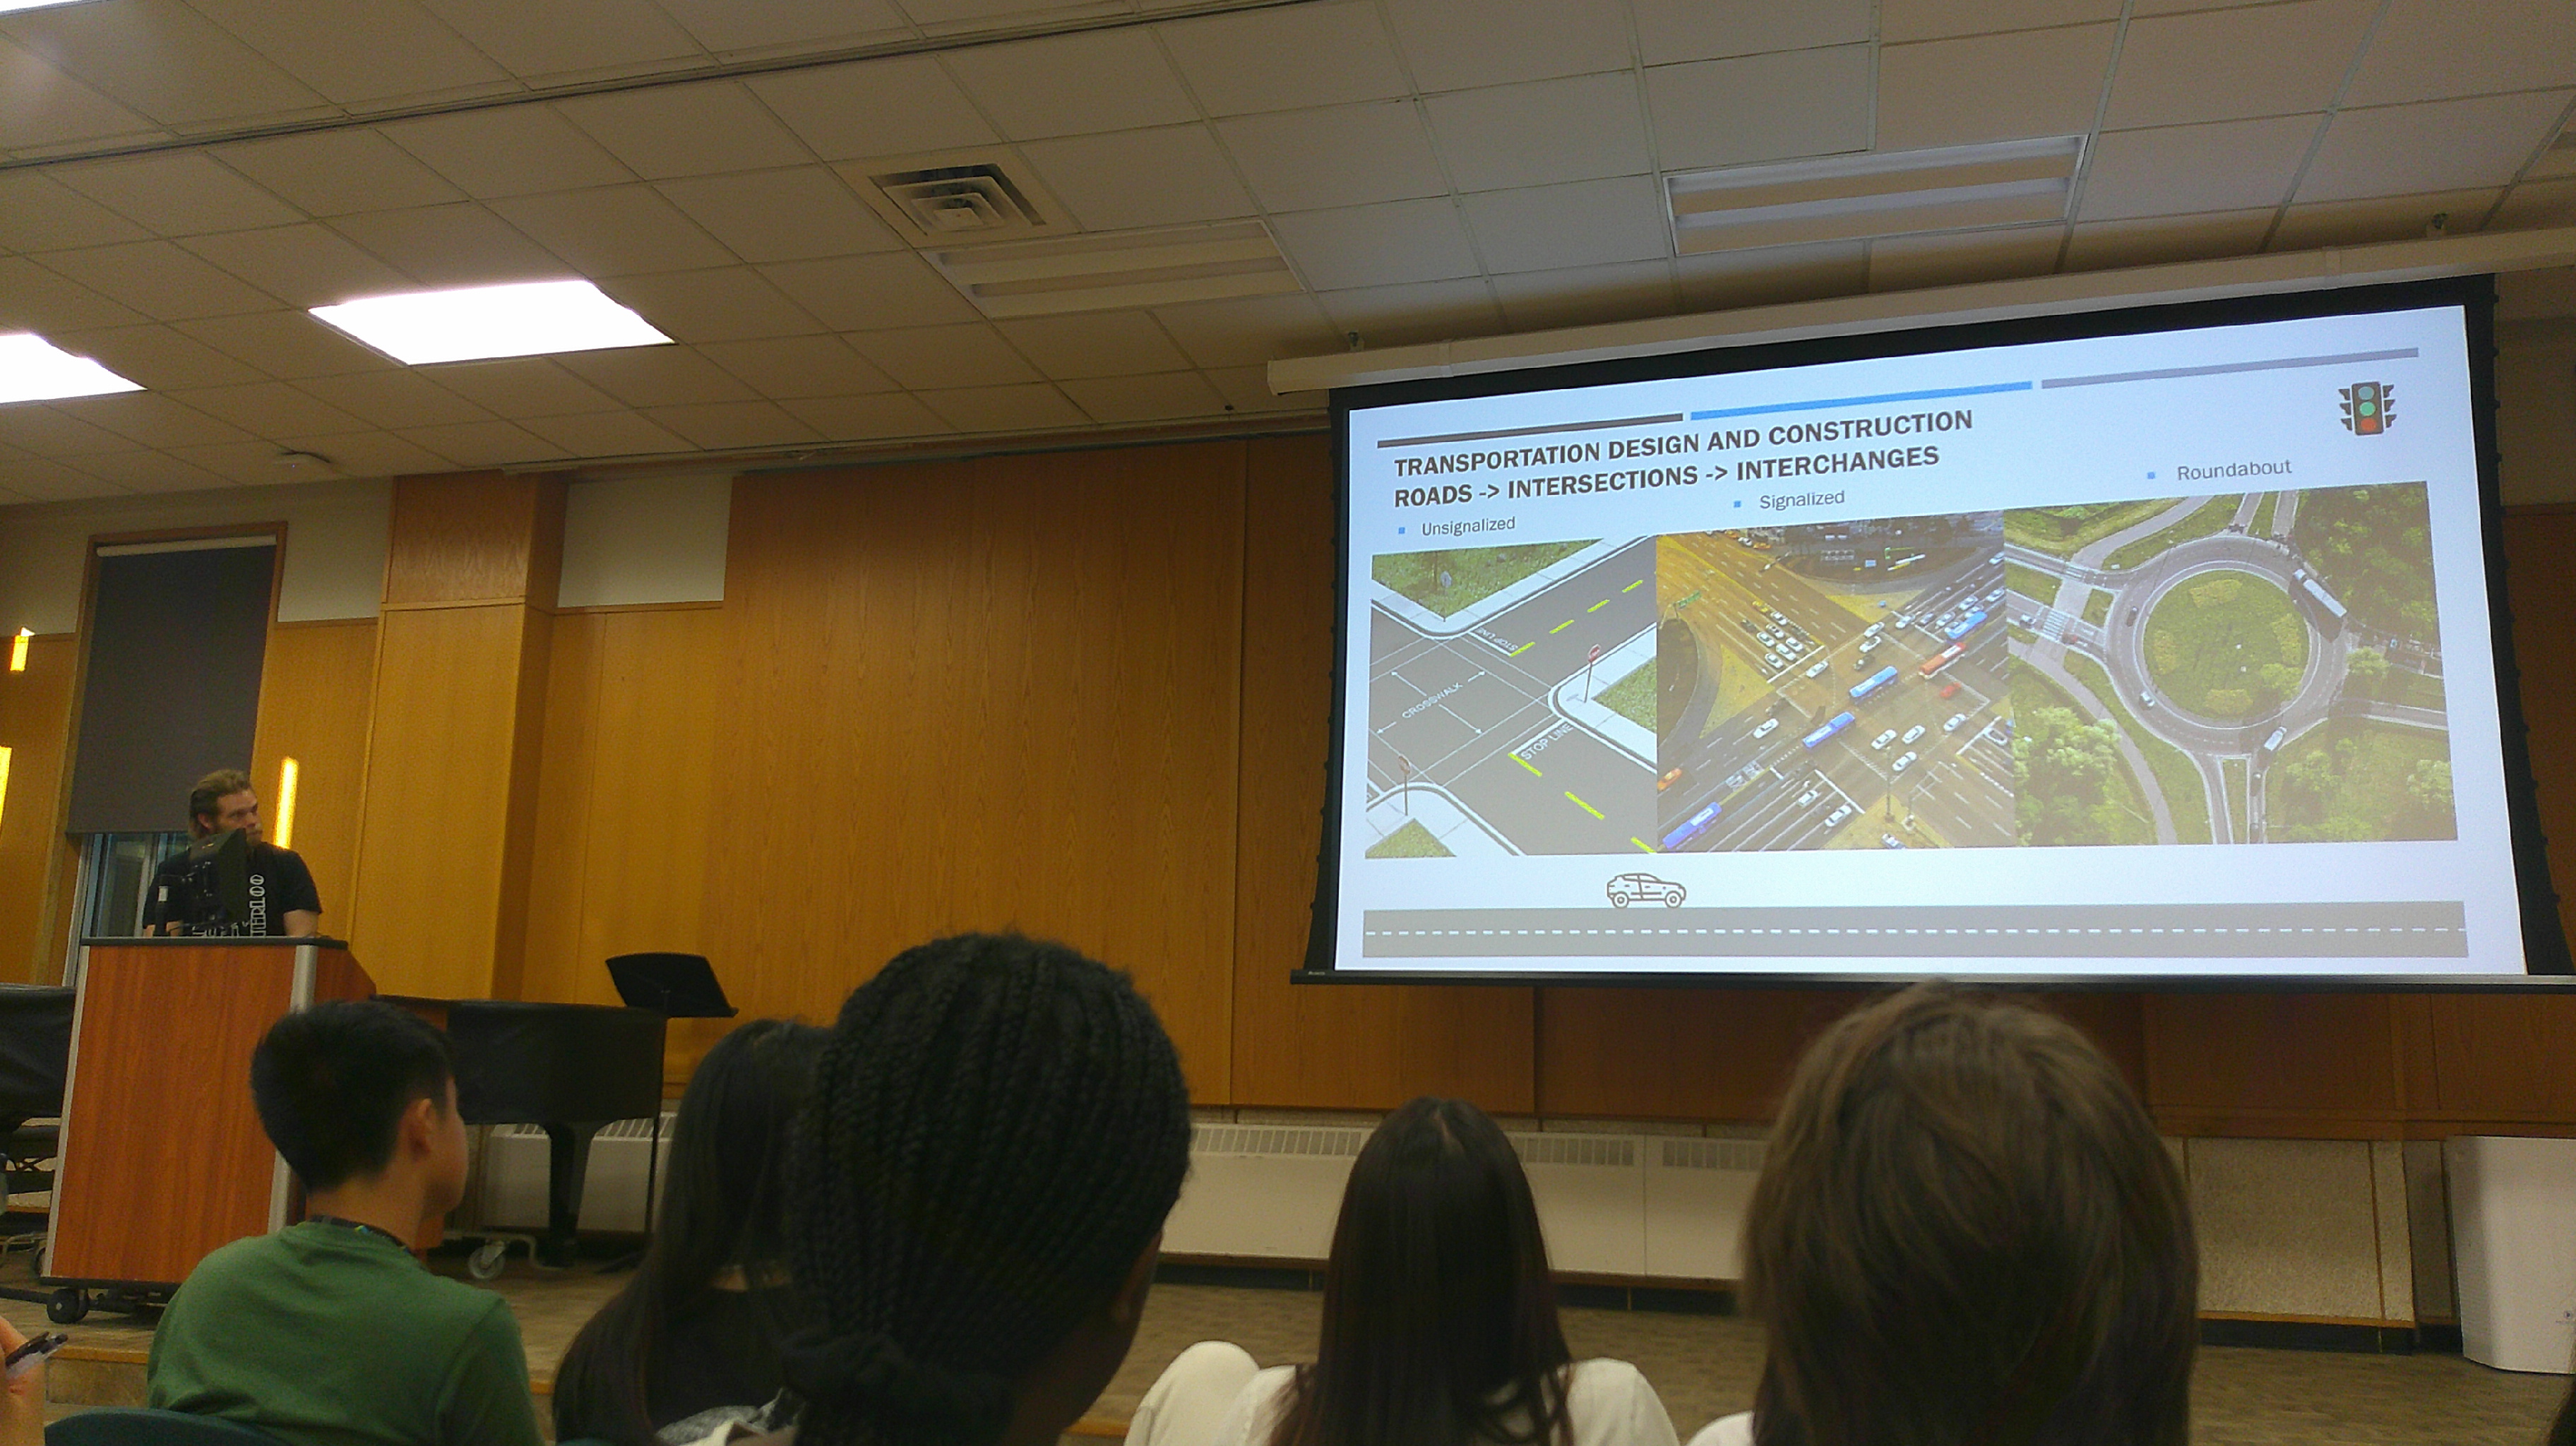 TRANSPORTATION DESIGN AND CONSTRUCTION
ROADS -> INTERSECTIONS -> INTERCHANGES
Unsignalized
Signalized
Roundabout
STOP LINE
CROSSWALK
STOP LINE